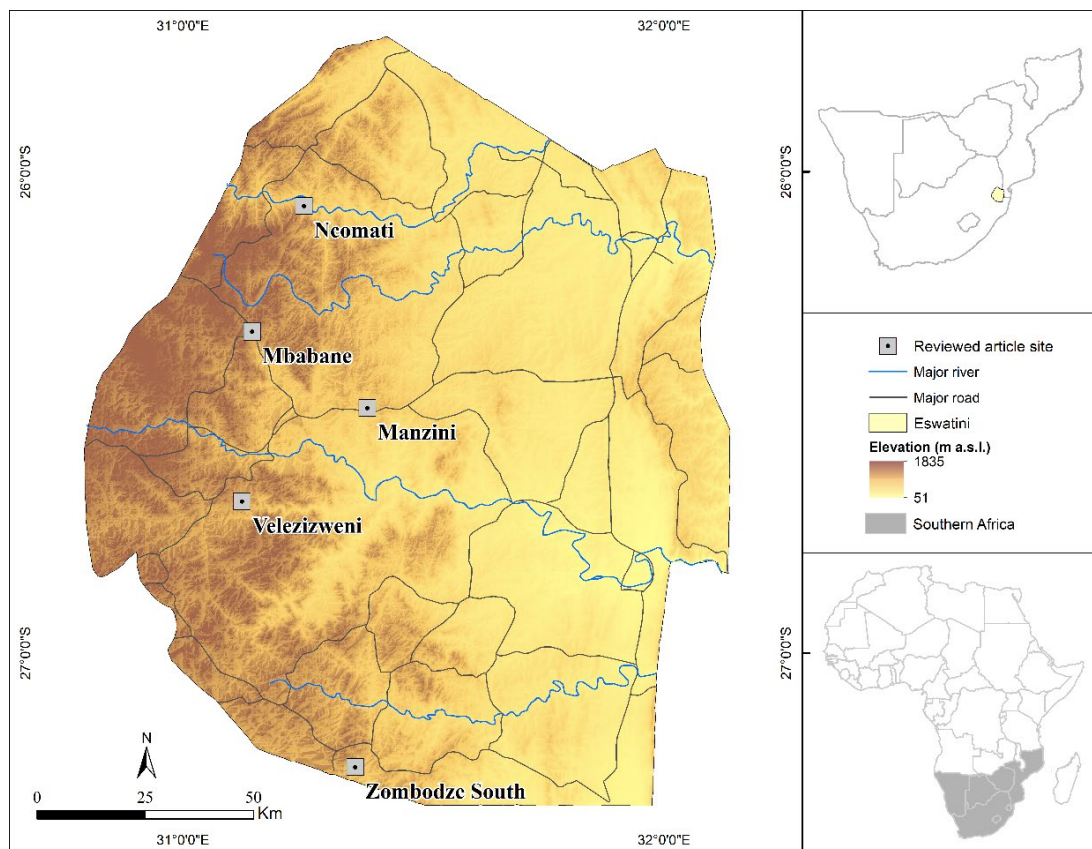 31°0'0"E
32°0'0"E
26°0'0"S
26°0'0"S
Ncomati
Mbabane
Manzini
Velezizweni
27°0'0"S
27°0'0"S
Zombodze South
N
0
25
50
Km
31°0'0"E
32°0'0"E
Reviewed article site
Major river
Major road
Eswatini
Elevation (m a.s.l.)
1835
51
Southern Africa